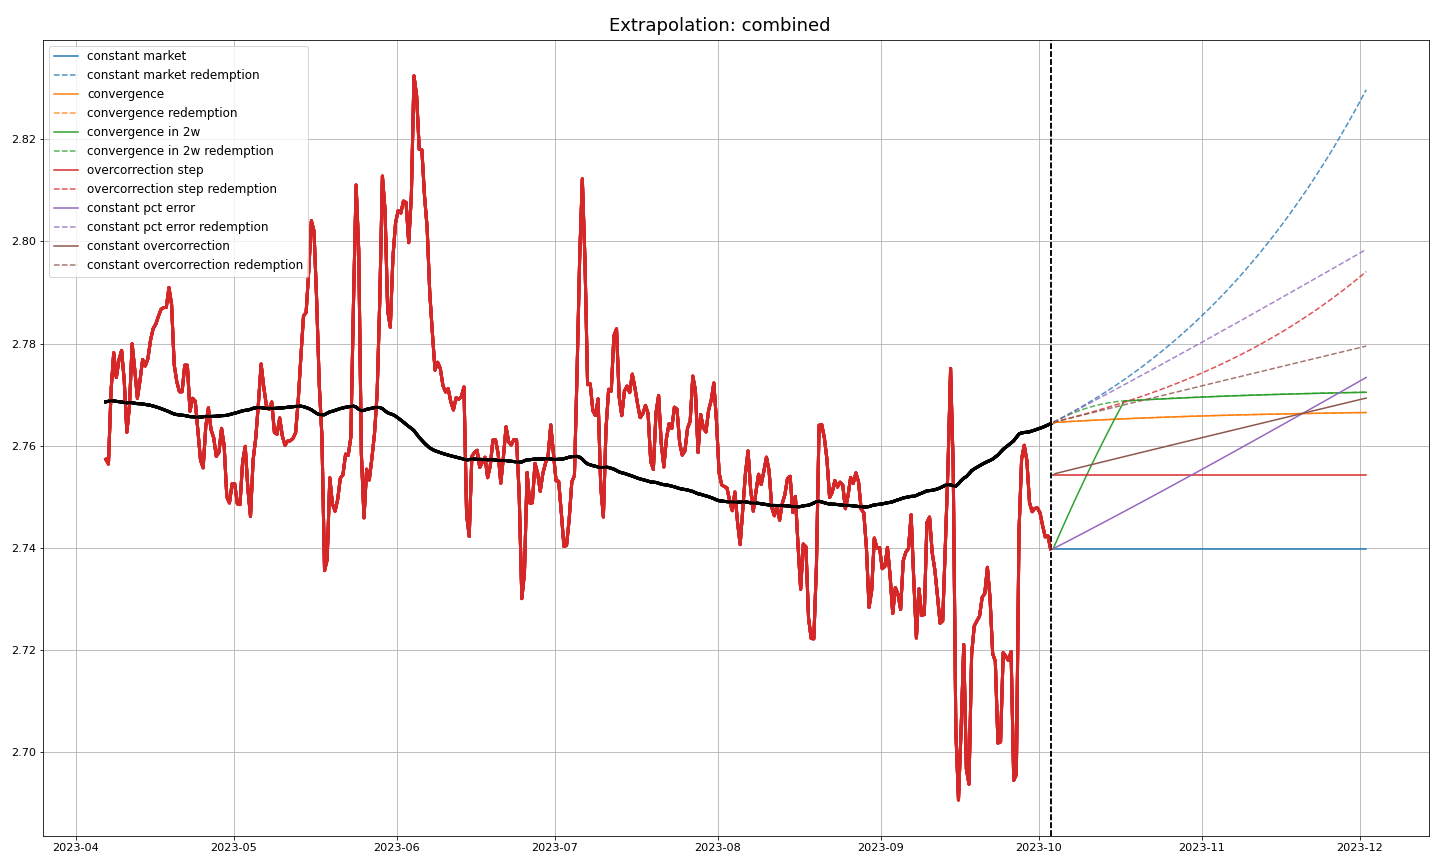 Extrapolation: combined
constant market
constant market redemption
convergence
convergence redemption
convergence in 2w
convergence in 2w redemption
overcorrection step
overcorrection step redemption
constant pct error
constant pct error redemption
constant overcorrection
constant overcorrection redemption
2.82
2.80
2.78
2.76
2.74
2.72
2.70
2023-04 2023-05 2023-06 2023-07 2023-08 2023-09 2023-10 2023-11 2023-12